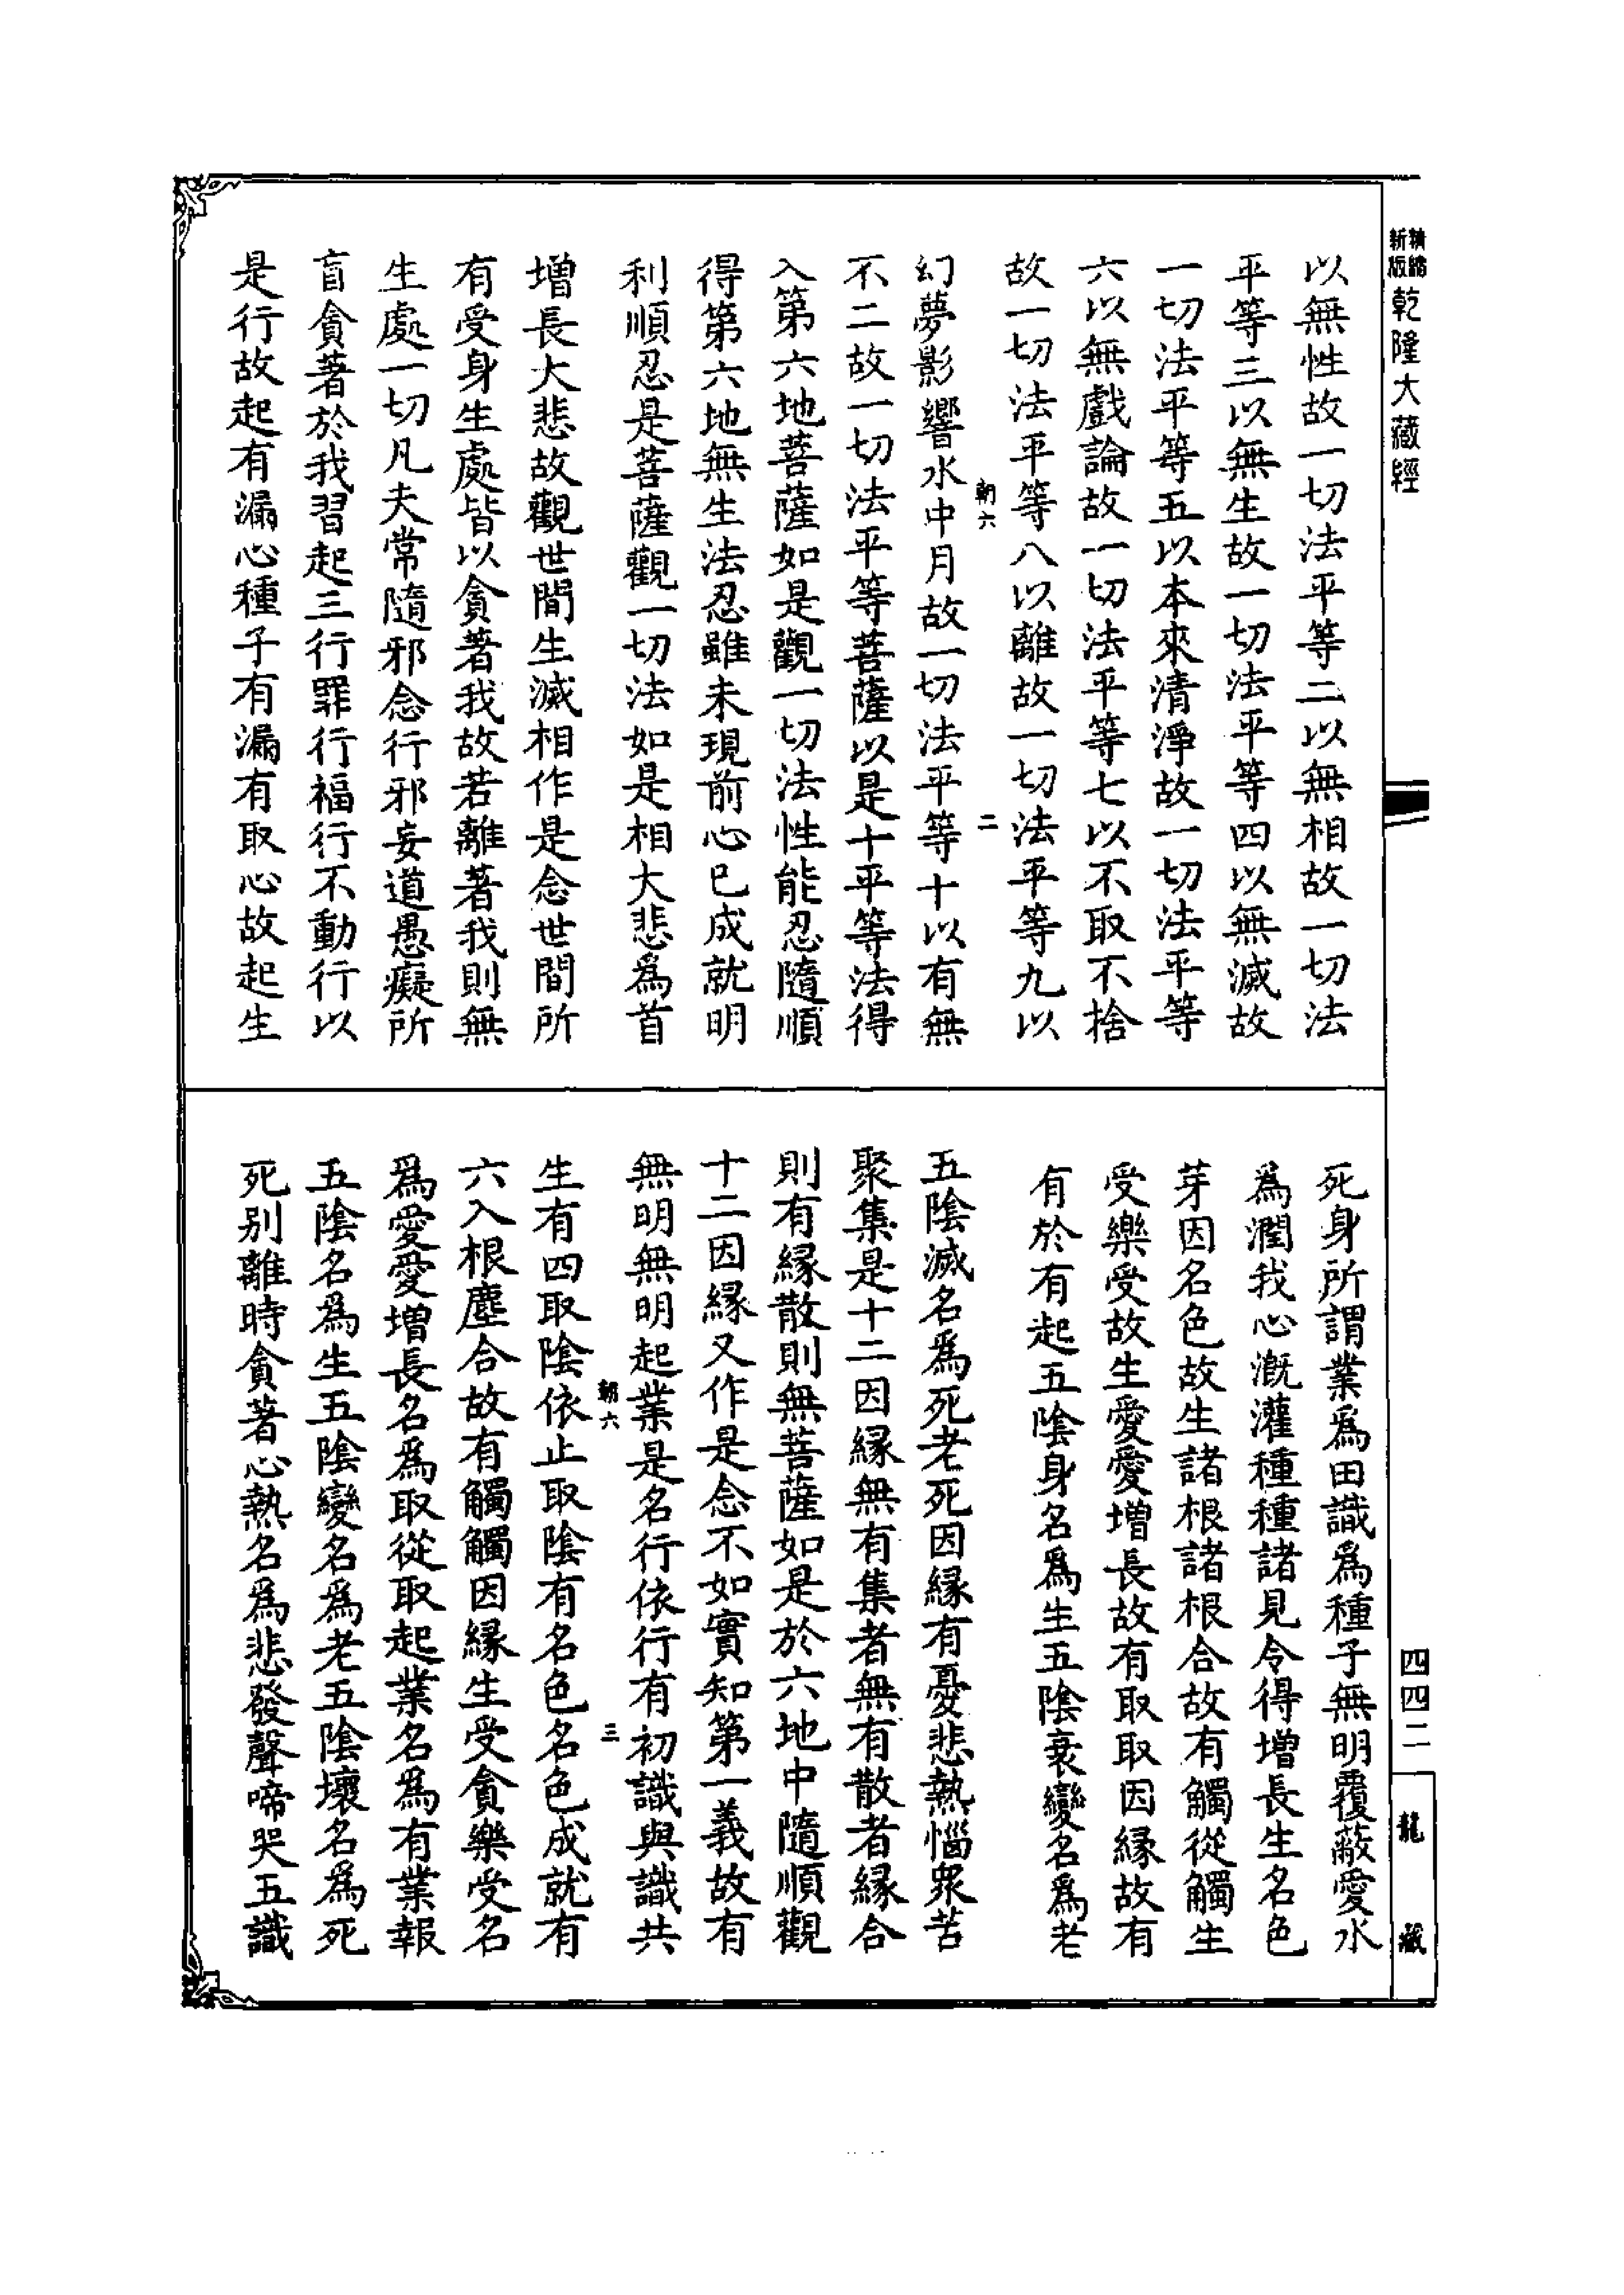 精縮
新版
乾隆大藏經
以無性故一切法平等二以無相故一切法
平等三以無生故一切法平等四以無滅故
一切法平等五以本來清淨故一切法平等
六以無戲論故一切法平等七以不取不捨
故一切法平等八以離故一切法平等九以
朝六
二
幻夢影響水中月故一切法平等十以有無
不二故一切法平等菩薩以是十平等法得
入第六地菩薩如是觀一切法性能忍隨順
得第六地無生法忍雖未現前心已成就明
利順忍是菩薩觀一切法如是相大悲為首
增長大悲故觀世間生滅相作是念世間所
有受身生處皆以貪著我故若離著我則無
生處一切凡夫常隨邪念行邪妄道愚癡所
盲貪著於我習起三行罪行福行不動行以
是行故起有漏心種子有漏有取心故起生
死身所謂業為田識為種子無明覆蔽愛水
為潤我心溉灌種種諸見令得增長生名色
芽因名色故生諸根諸根合故有觸從觸生
受樂受故生愛愛增長故有取取因緣故有
有於有起五陰身名為生五陰衰變名為老
五陰滅名為死老死因緣有憂悲熱惱眾苦
聚集是十二因緣無有集者無有散者緣合
則有緣散則無菩薩如是於六地中隨順觀
十二因緣又作是念不如實知第一義故有
無明無明起業是名行依行有初識與識共
朝六
三
生有四取陰依止取陰有名色名色成就有
六入根塵合故有觸觸因緣生受貪樂受名
為愛愛增長名為取從取起業名為有業報
五陰名為生五陰變名為老五陰壞名為死
死別離時貪著心熱名為悲發聲啼哭五識
四四二
龍藏